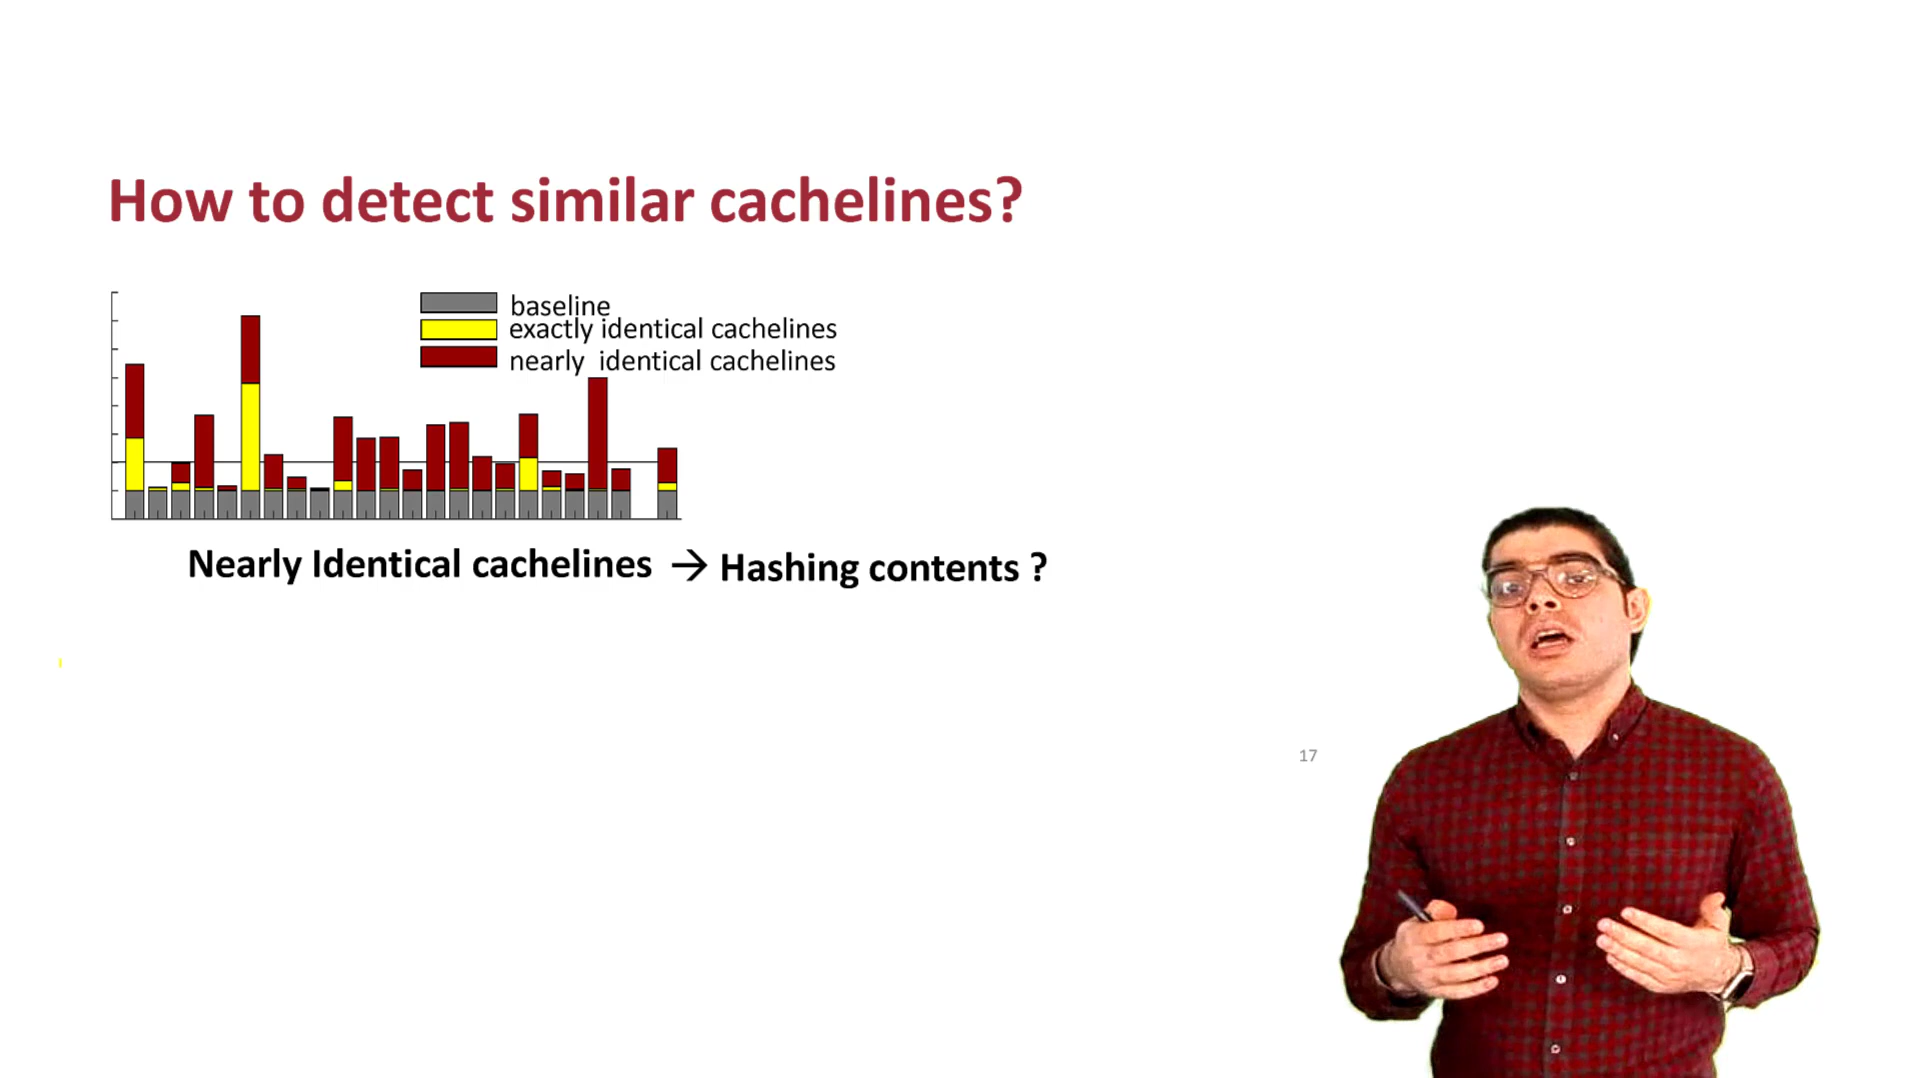 How to detect similar cachelines?
baseline
exactly identical cachelines
nearly identical cachelines
Nearly Identical cachelines → Hashing contents ?
17